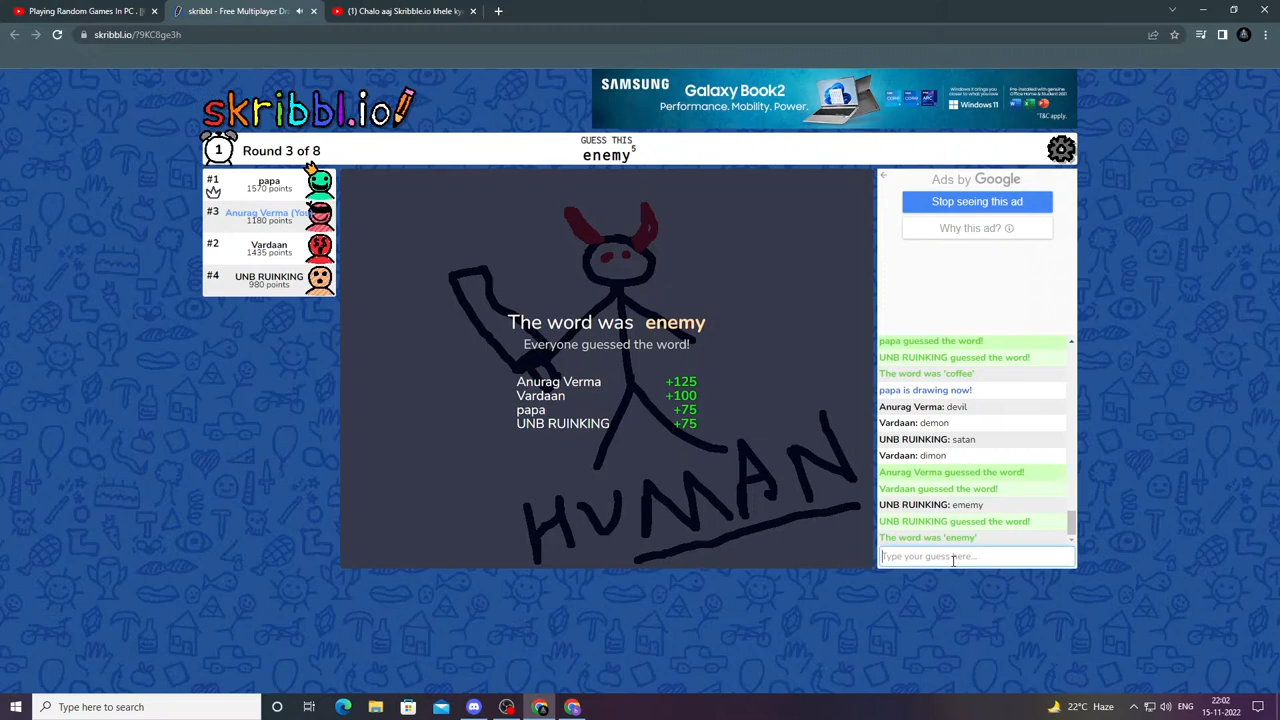 Playing Random Games In PC . |
skribbl - Free Multiplayer Dr
(1) Chalo aaj Skribble.io khele ky
skribbl.io/?9KC8ge3h
SAMSUNG
Galaxy Book2
Performance. Mobility. Power.
Windows 11
*T&C apply.
skribbl.io
1
Round 3 of 8
GUESS THIS
enemy5
#1
papa
1570 points
#3
Anurag Verma (You
1180 points
#2
Vardaan
1435 points
#4
UNB RUINKING
980 points
The word was enemy
Everyone guessed the word!
Anurag Verma +125
Vardaan +100
papa +75
UNB RUINKING +75
HUMAN
Ads by Google
Stop seeing this ad
Why this ad?
papa guessed the word!
UNB RUINKING guessed the word!
The word was 'coffee'
papa is drawing now!
Anurag Verma: devil
Vardaan: demon
UNB RUINKING: satan
Vardaan: dimon
Anurag Verma guessed the word!
Vardaan guessed the word!
UNB RUINKING: ememy
UNB RUINKING guessed the word!
The word was 'enemy'
Type your guess here...
Type here to search
22°C Haze
ENG
22:02
15-11-2022